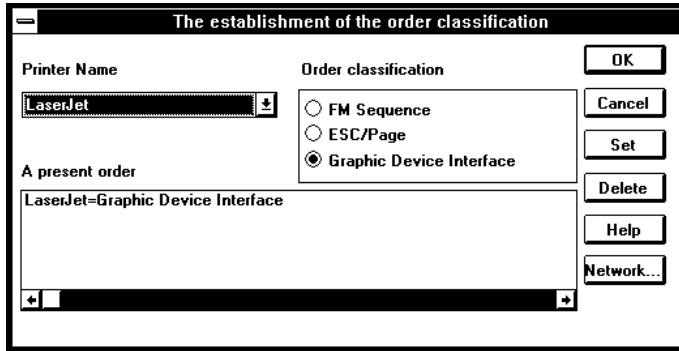 The establishment of the order classification
Printer Name
LaserJet
Order classification
FM Sequence
ESC/Page
Graphic Device Interface
A present order
LaserJet=Graphic Device Interface
OK
Cancel
Set
Delete
Help
Network...